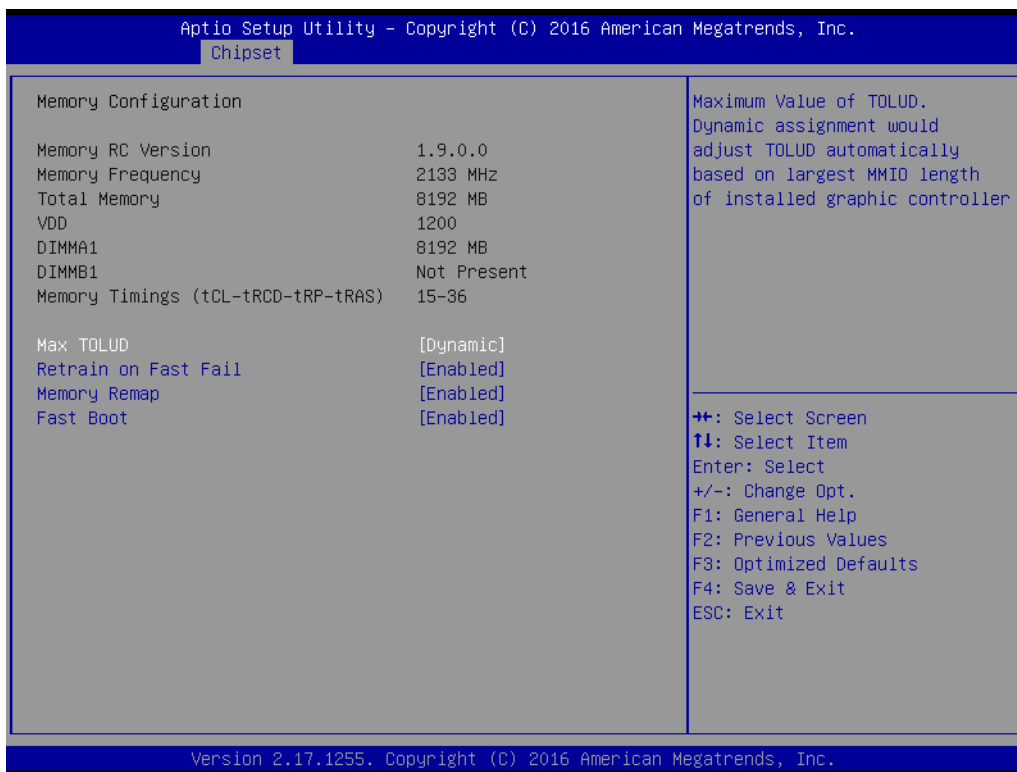 Aptio Setup Utility – Copyright (C) 2016 American Megatrends, Inc.
Chipset
Memory Configuration
Memory RC Version 1.9.0.0
Memory Frequency 2133 MHz
Total Memory 8192 MB
VDD 1200
DIMMA1 8192 MB
DIMMB1 Not Present
Memory Timings (tCL-tRCD-tRP-tRAS) 15-36
Max TOLUD [Dynamic]
Retrain on Fast Fail [Enabled]
Memory Remap [Enabled]
Fast Boot [Enabled]
Maximum Value of TOLUD.
Dynamic assignment would
adjust TOLUD automatically
based on largest MMIO length
of installed graphic controller
→←: Select Screen
↑↓: Select Item
Enter: Select
+/-: Change Opt.
F1: General Help
F2: Previous Values
F3: Optimized Defaults
F4: Save & Exit
ESC: Exit
Version 2.17.1255. Copyright (C) 2016 American Megatrends, Inc.